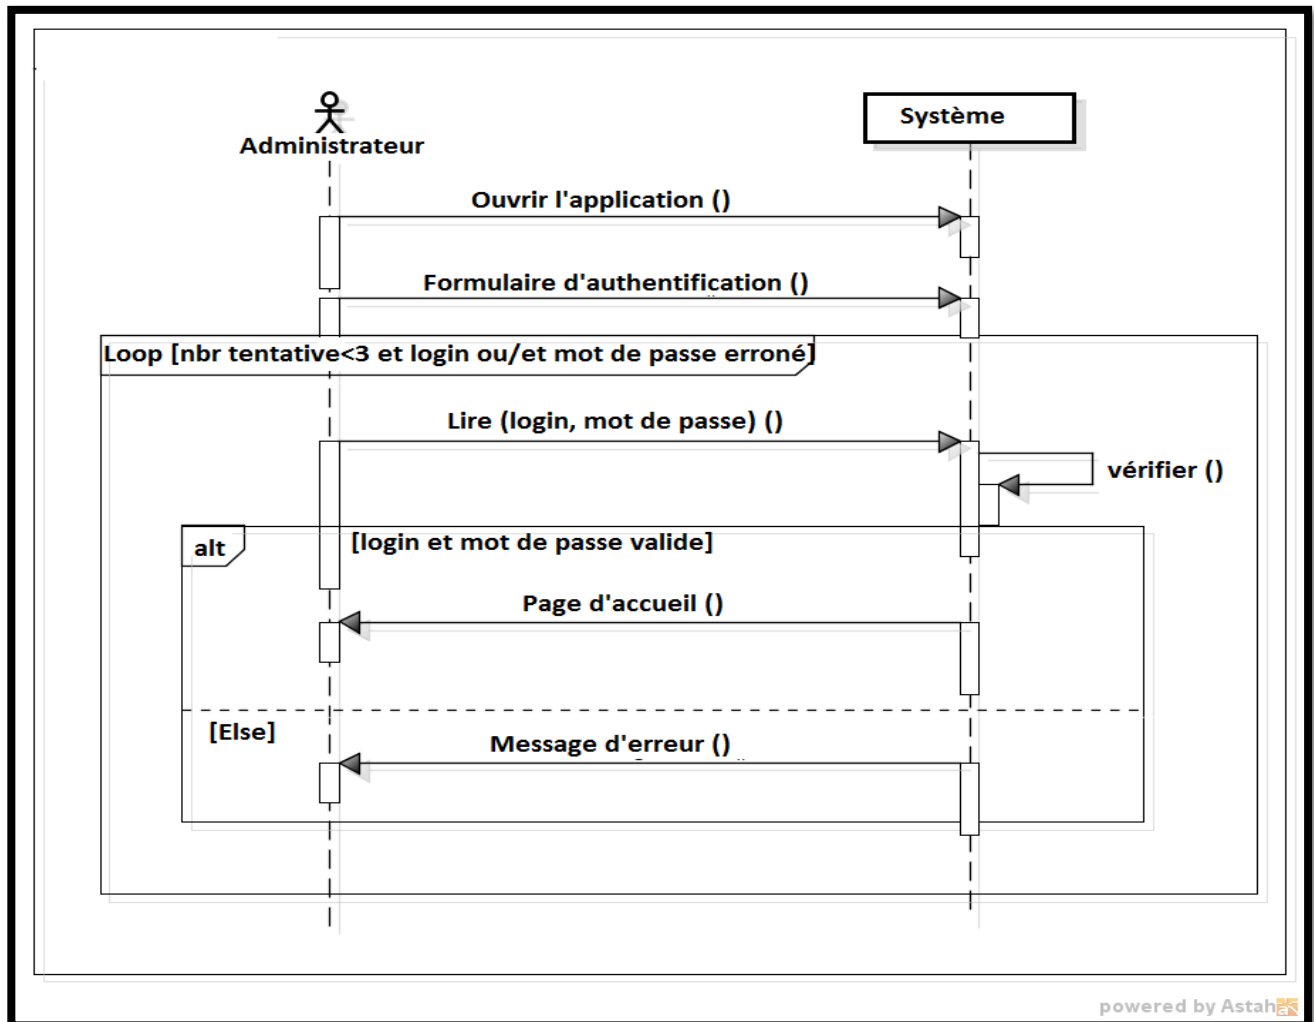 Administrateur
Système
Ouvrir l'application ()
Formulaire d'authentification ()
Loop [nbr tentative<3 et login ou/et mot de passe erroné]
Lire (login, mot de passe) ()
vérifier ()
alt
[login et mot de passe valide]
Page d'accueil ()
[Else]
Message d'erreur ()
powered by Astah